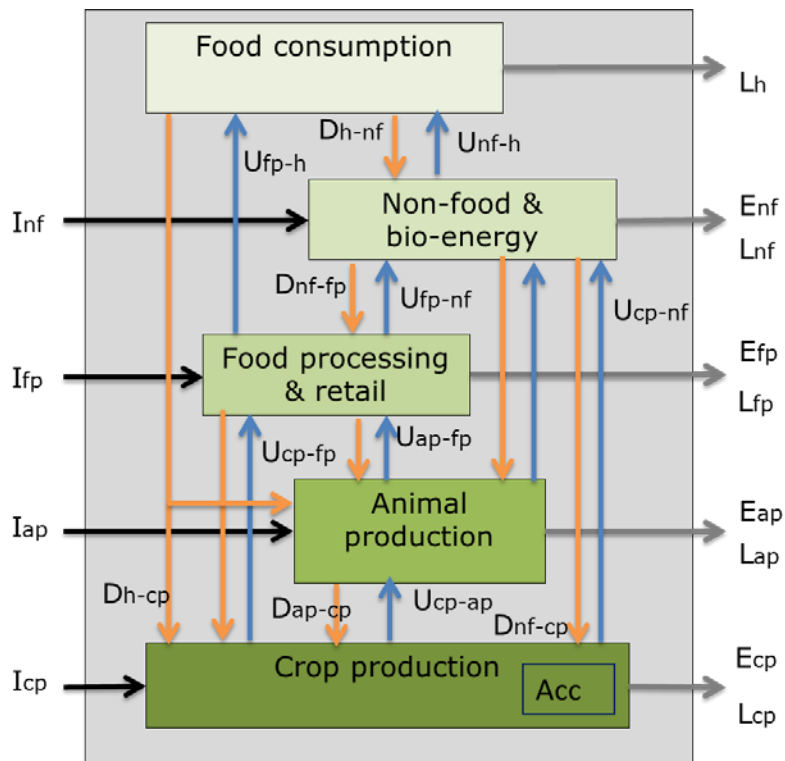 Food consumption
Lh
Dh-nf
Unf-h
Ufp-h
Non-food &
bio-energy
Inf
Enf
Lnf
Dnf-fp
Ufp-nf
Ucp-nf
Food processing
& retail
Ifp
Efp
Lfp
Ucp-fp
Uap-fp
Animal
production
Iap
Eap
Lap
Dh-cp
Dap-cp
Ucp-ap
Dnf-cp
Crop production
Acc
Icp
Ecp
Lcp